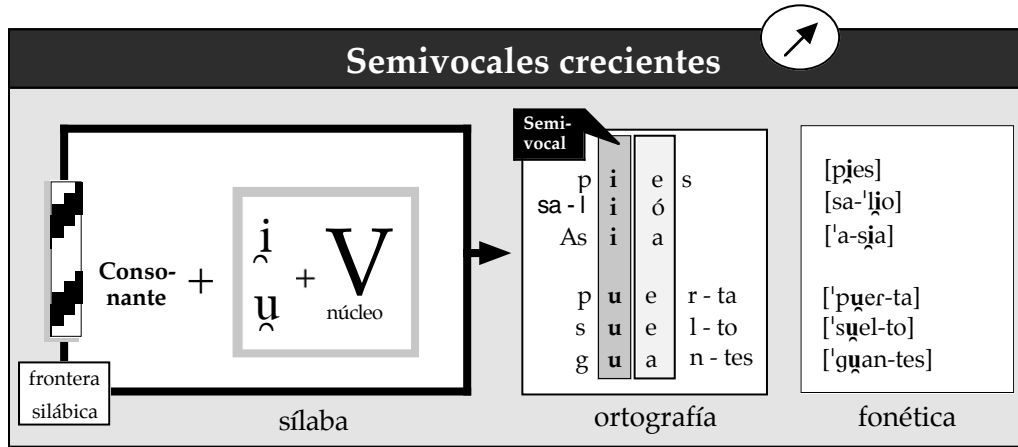 Semivocales crecientes
Semi-
vocal
Conso-
nante
+
i̯
u̯
+
V
núcleo
frontera
silábica
sílaba
p i e s
sa - l i ó
As i a
p u e r - ta
s u e l - to
g u a n - tes
ortografía
[pi̯es]
[sa-ˈli̯o]
[ˈa-si̯a]
[ˈpu̯eɾ-ta]
[ˈsu̯el-to]
[ˈgu̯an-tes]
fonética